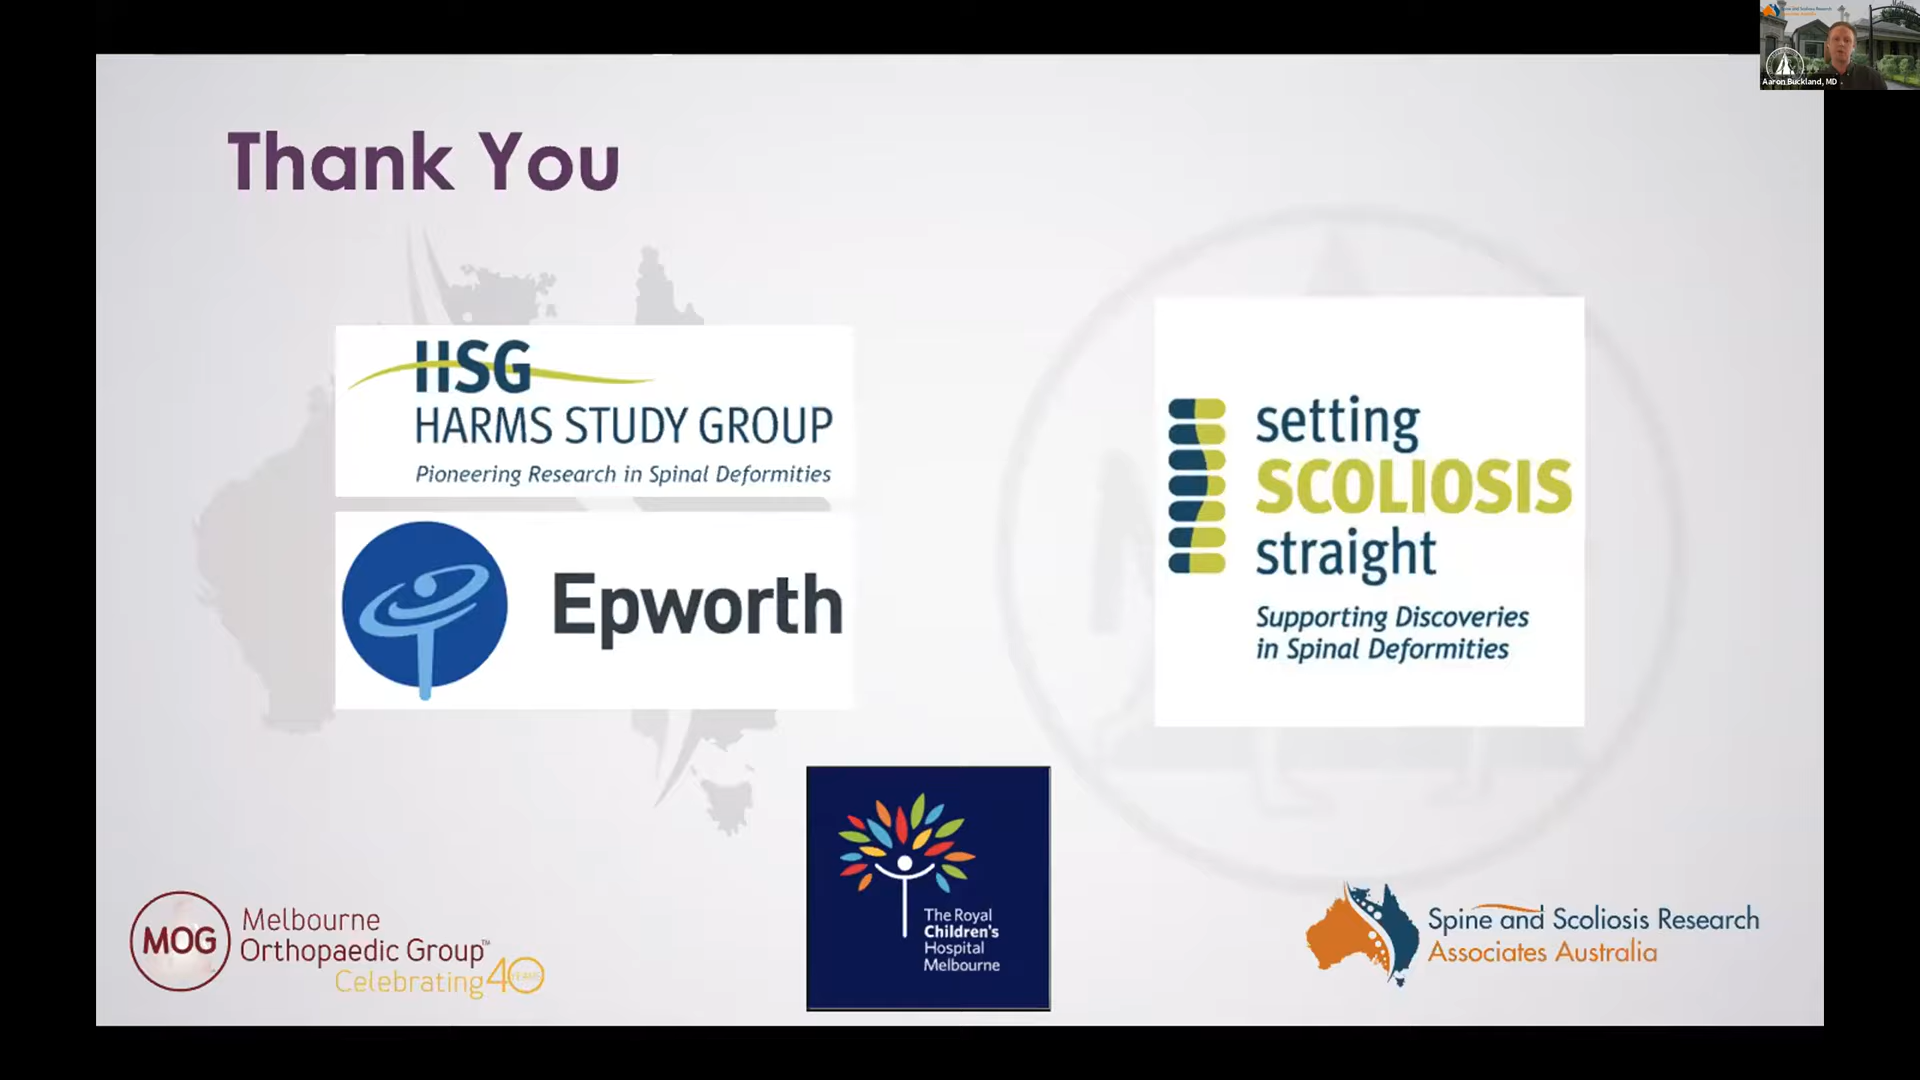 Thank You
HSG
HARMS STUDY GROUP
Pioneering Research in Spinal Deformities
Epworth
setting
SCOLIOSIS
straight
Supporting Discoveries
in Spinal Deformities
The Royal
Children's
Hospital
Melbourne
MOG
Melbourne
Orthopaedic Group™
Celebrating 40 YEARS
Spine and Scoliosis Research
Associates Australia
Aaron Buckland, MD